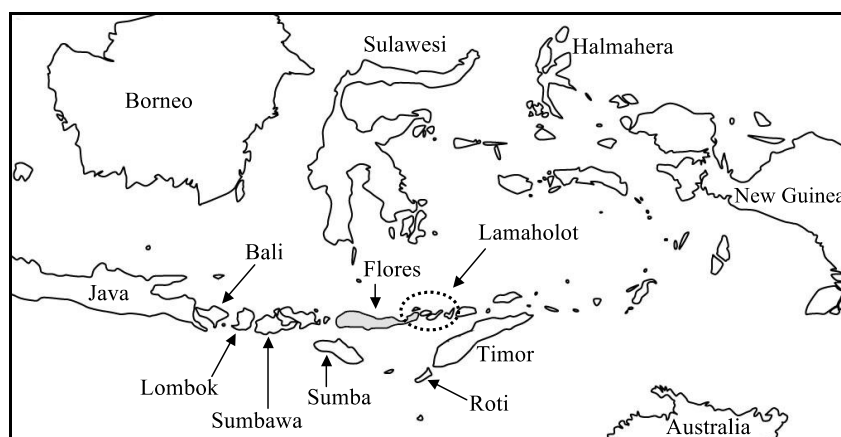 Sulawesi
Halmahera
Borneo
New Guinea
Lamaholot
Bali
Flores
Java
Timor
Lombok
Sumba
Roti
Sumbawa
Australia